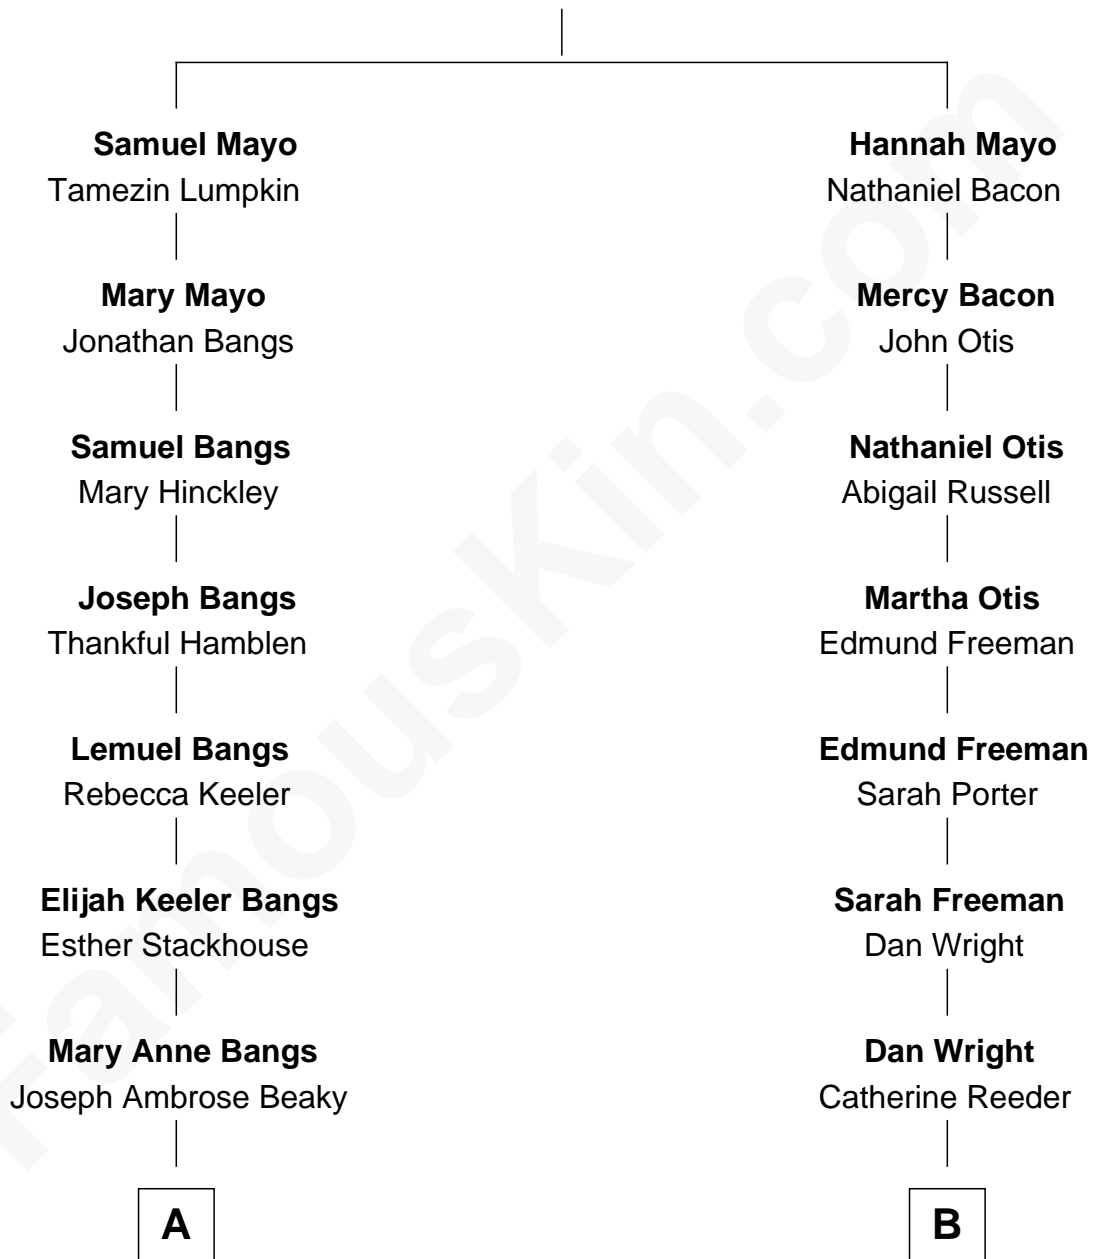 Samuel Mayo
Tamezin Lumpkin
Mary Mayo
Jonathan Bangs
Samuel Bangs
Mary Hinckley
Joseph Bangs
Thankful Hamblen
Lemuel Bangs
Rebecca Keeler
Elijah Keeler Bangs
Esther Stackhouse
Mary Anne Bangs
Joseph Ambrose Beaky
A
Hannah Mayo
Nathaniel Bacon
Mercy Bacon
John Otis
Nathaniel Otis
Abigail Russell
Martha Otis
Edmund Freeman
Edmund Freeman
Sarah Porter
Sarah Freeman
Dan Wright
Dan Wright
Catherine Reeder
B
FamousKin.com